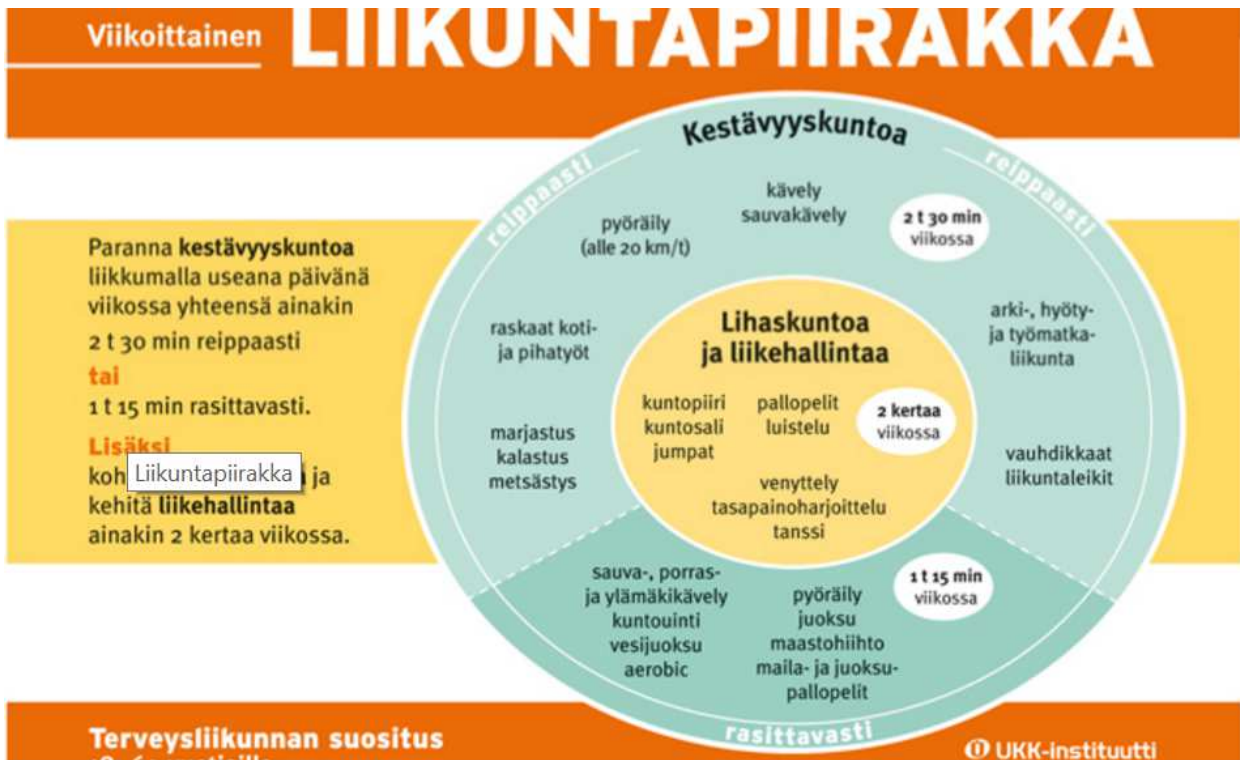 Viikoittainen LIIKUNTAPIIRAKKA
Paranna kestävyyskuntoa
liikkumalla useana päivänä
viikossa yhteensä ainakin
2 t 30 min reippaasti
tai
1 t 15 min rasittavasti.
Lisäksi
koh
Liikuntapiirakka
ja
kehitä liikehallintaa
ainakin 2 kertaa viikossa.
Kestävyyskuntoa
reippaasti
reippaasti
kävely
sauvakävely
2 t 30 min
viikossa
pyöräily
(alle 20 km/t)
raskaat koti-
ja pihatyöt
marjastus
kalastus
metsästys
arki-, hyöty-
ja työmatka-
liikunta
vauhdikkaat
liikuntaleikit
Lihaskuntoa
ja liikehallintaa
kuntopiiri
kuntosali
jumpat
pallopelit
luistelu
2 kertaa
viikossa
venyttely
tasapainoharjoittelu
tanssi
sauva-, porras-
ja ylämäkikävely
kuntouinti
vesijuoksu
aerobic
pyöräily
juoksu
maastohiihto
maila- ja juoksu-
pallopelit
1 t 15 min
viikossa
rasittavasti
Terveysliikunnan suositus
UKK-instituutti